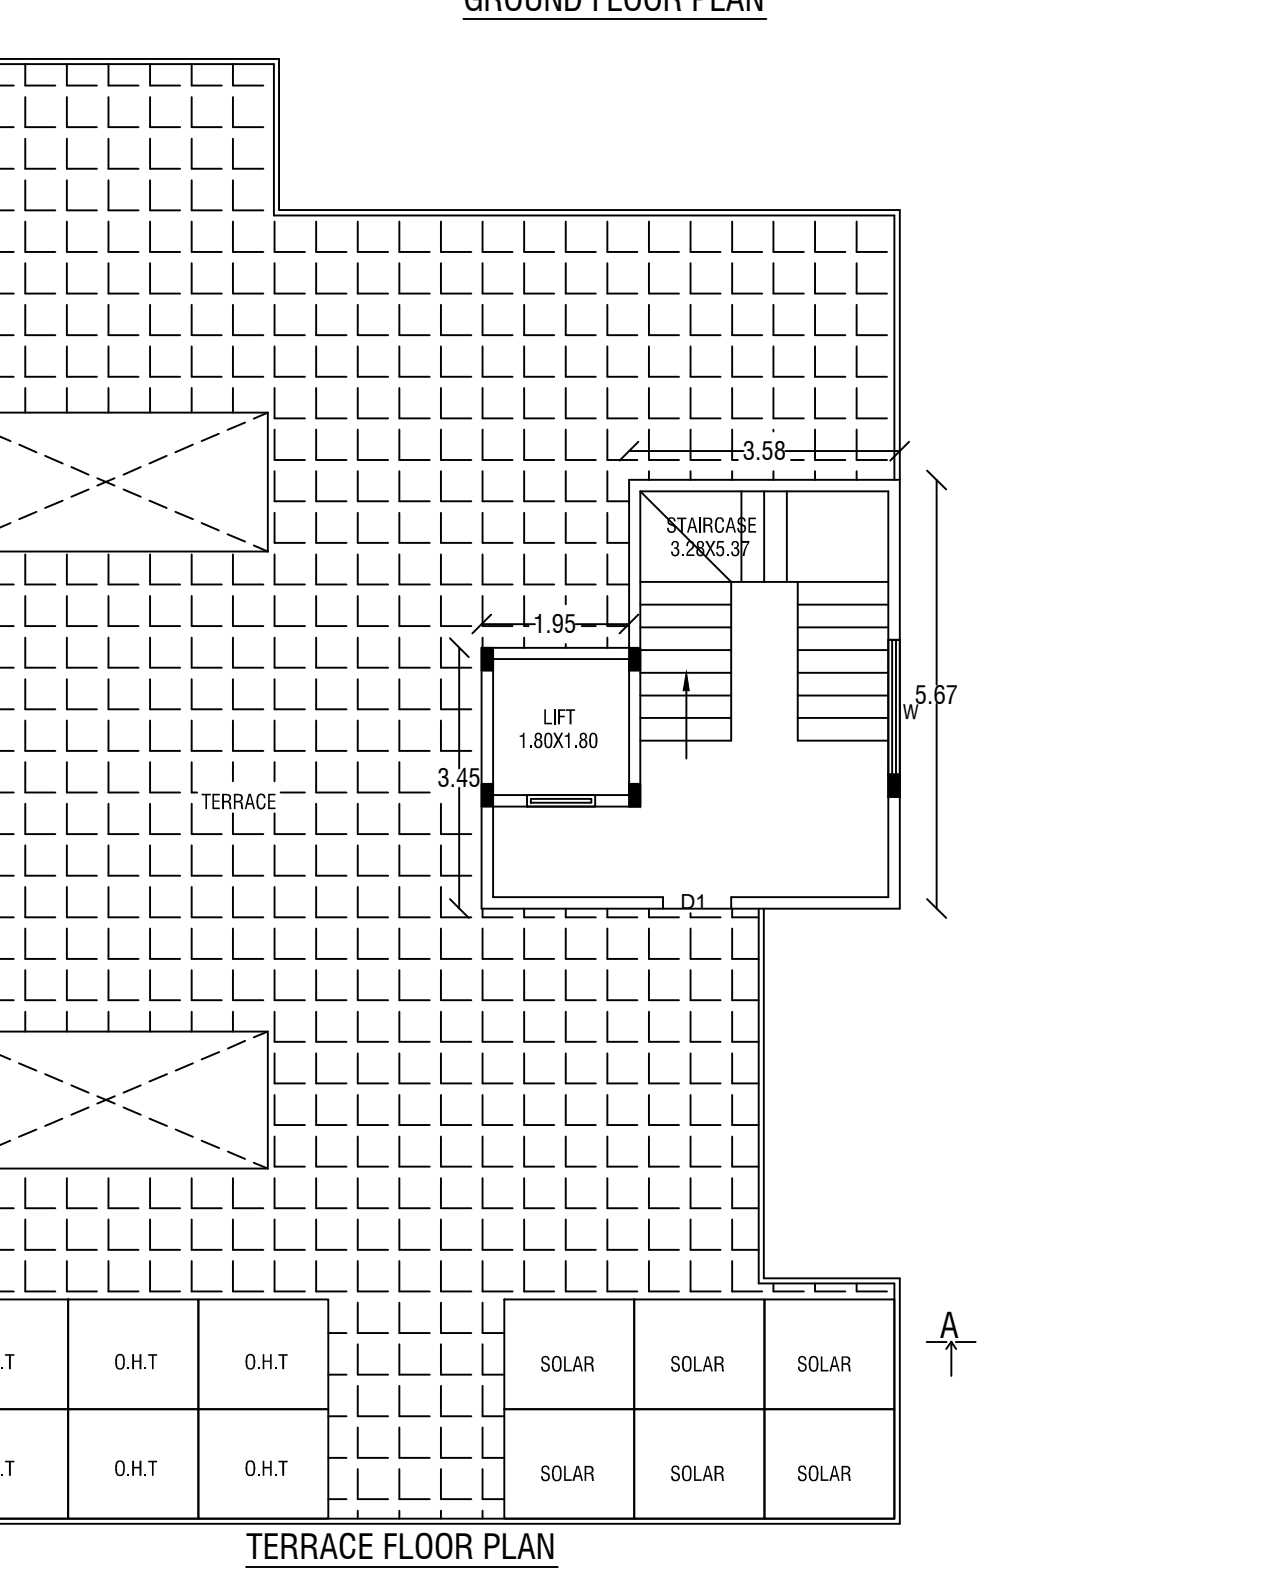 GROUND FLOOR PLAN
3.58
STAIRCASE
3.28X5.37
1.95
5.67
W
LIFT
1.80X1.80
3.45
TERRACE
D1
A
.T
O.H.T
O.H.T
SOLAR
SOLAR
SOLAR
.T
O.H.T
O.H.T
SOLAR
SOLAR
SOLAR
TERRACE FLOOR PLAN